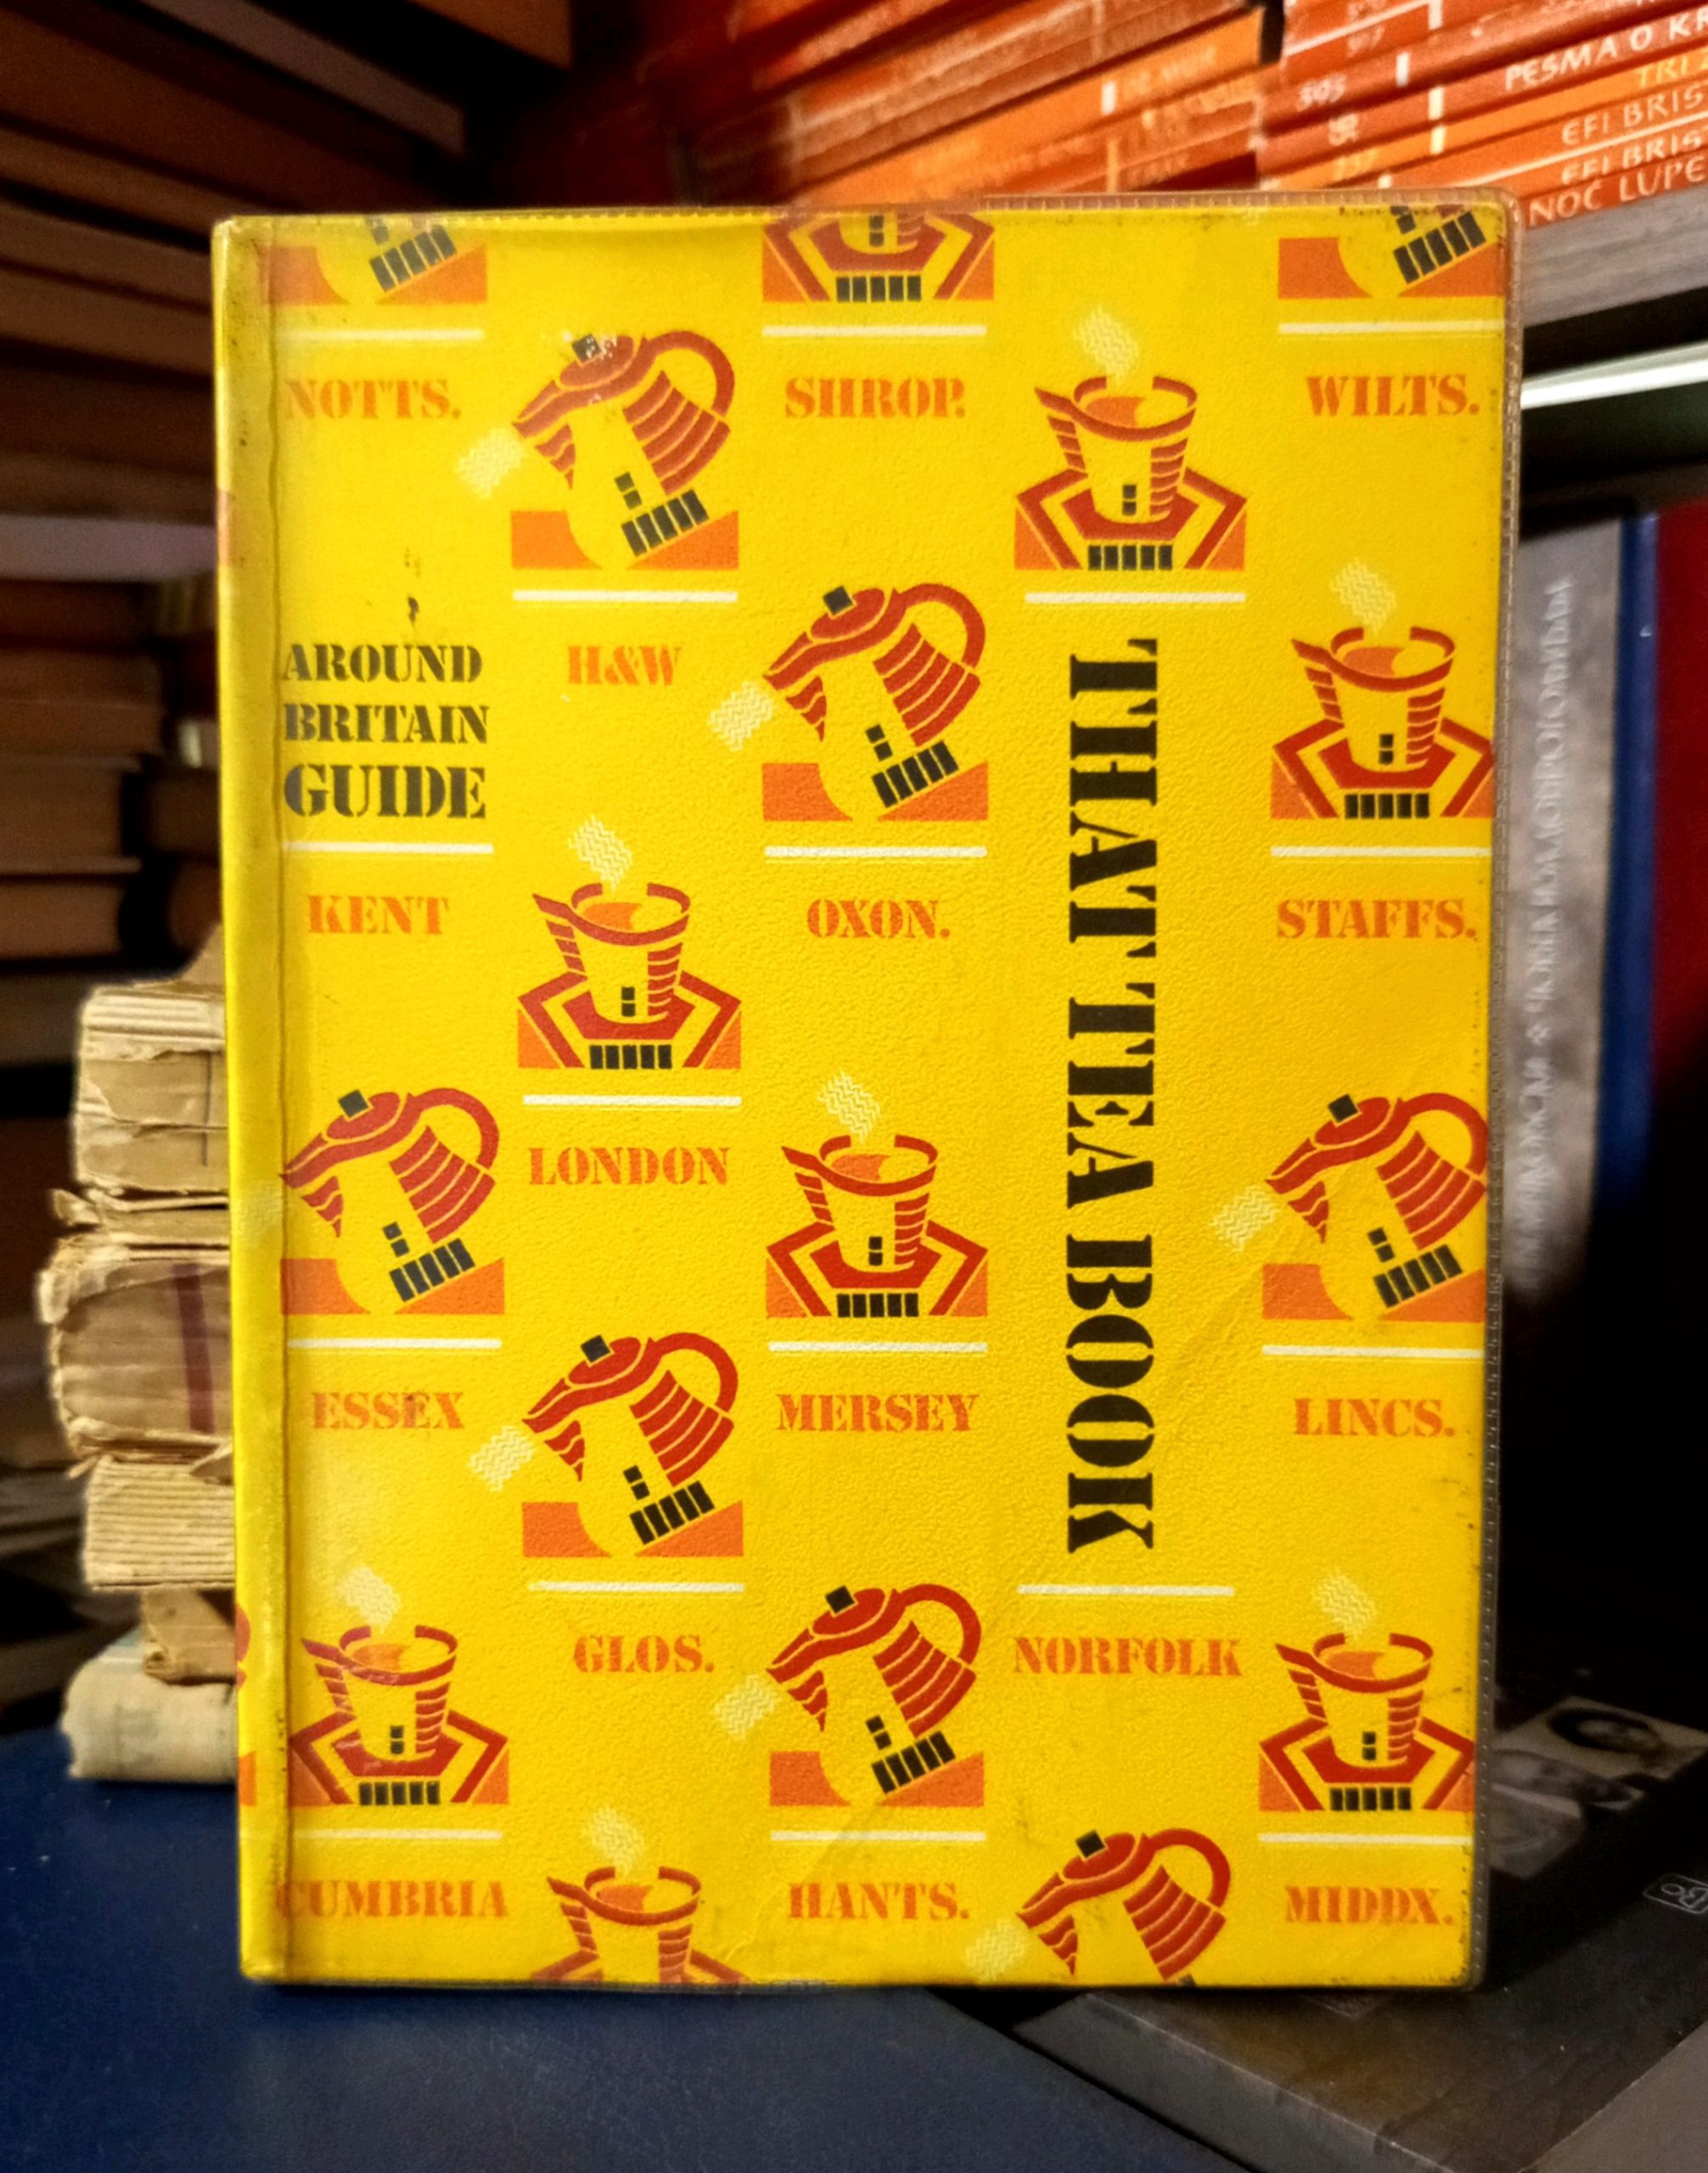 PESMA O
EFI BRIS
EFI BRIS
NOĆ LUPE
NOTTS.
SHROP.
WILTS.
AROUND
BRITAIN
GUIDE
H&W
THAT TEA BOOK
KENT
OXON.
STAFFS.
LONDON
ESSEX
MERSEY
LINCS.
GLOS.
NORFOLK
CUMBRIA
HANTS.
MIDDX.